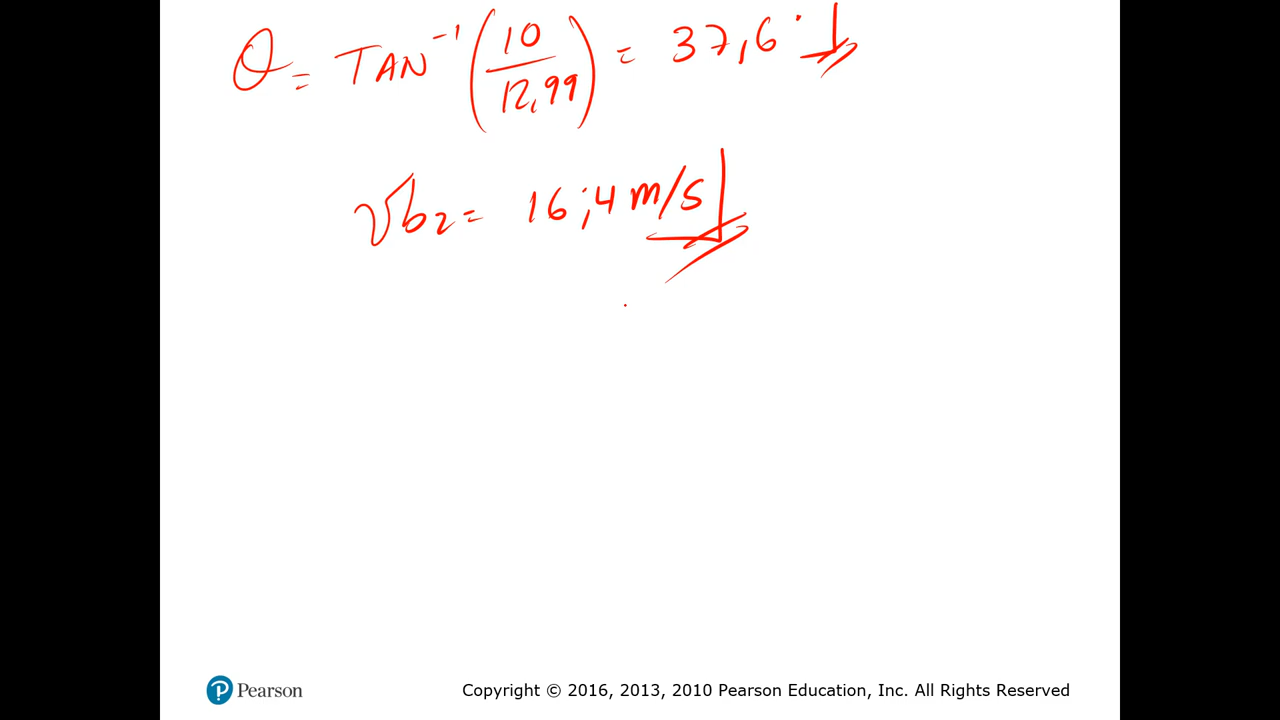 θ = TAN⁻¹ (10/12,99) = 37,6°
vb2 = 16,4 m/s
Pearson
Copyright © 2016, 2013, 2010 Pearson Education, Inc. All Rights Reserved